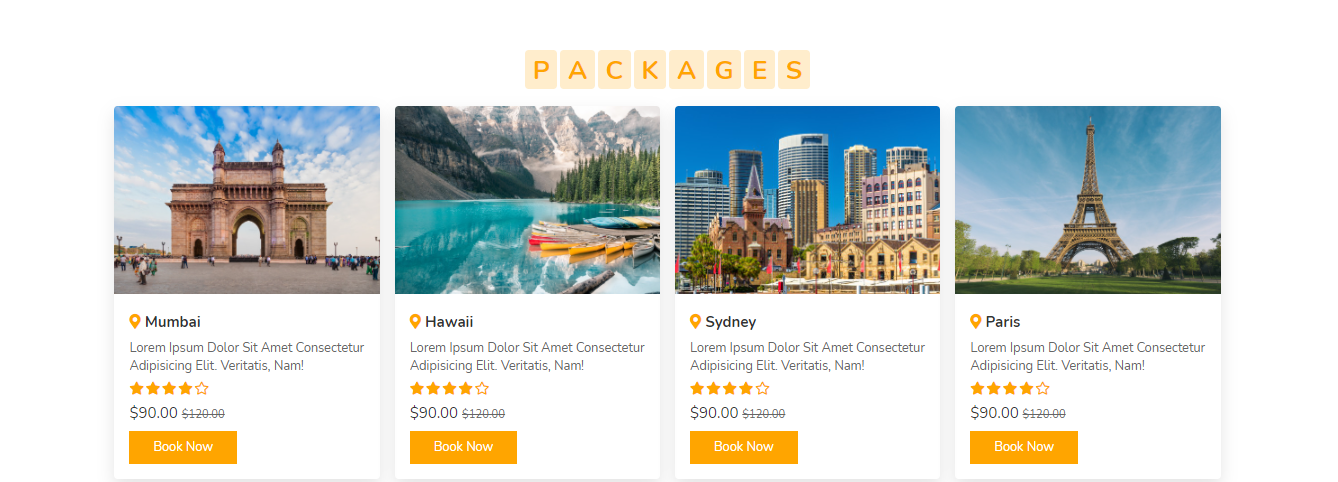 PACKAGES
Mumbai
Lorem Ipsum Dolor Sit Amet Consectetur
Adipisicing Elit. Veritatis, Nam!
$90.00 $120.00
Book Now
Hawaii
Lorem Ipsum Dolor Sit Amet Consectetur
Adipisicing Elit. Veritatis, Nam!
$90.00 $120.00
Book Now
Sydney
Lorem Ipsum Dolor Sit Amet Consectetur
Adipisicing Elit. Veritatis, Nam!
$90.00 $120.00
Book Now
Paris
Lorem Ipsum Dolor Sit Amet Consectetur
Adipisicing Elit. Veritatis, Nam!
$90.00 $120.00
Book Now